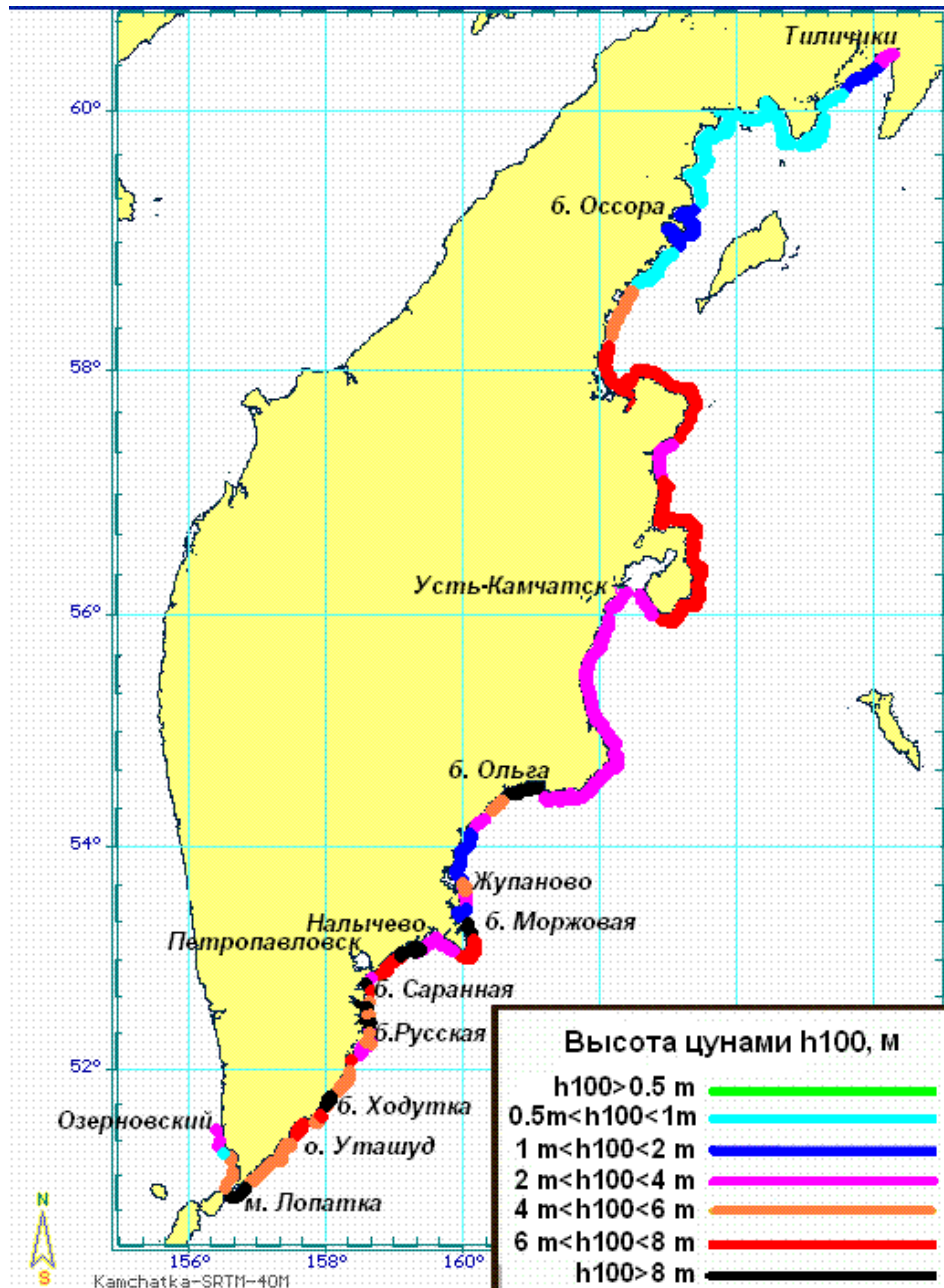 Тиличики
60°
б. Оссора
58°
Усть-Камчатск
56°
б. Ольга
54°
Жупаново
Налычево
б. Моржовая
Петропавловск
б. Саранная
б.Русская
52°
б. Ходутка
Озерновский
о. Уташуд
м. Лопатка
156°
158°
160°
N
S
Kamchatka-SRTM-40M
Высота цунами h100, м
h100>0.5 m
0.5m<h100<1m
1 m<h100<2 m
2 m<h100<4 m
4 m<h100<6 m
6 m<h100<8 m
h100>8 m